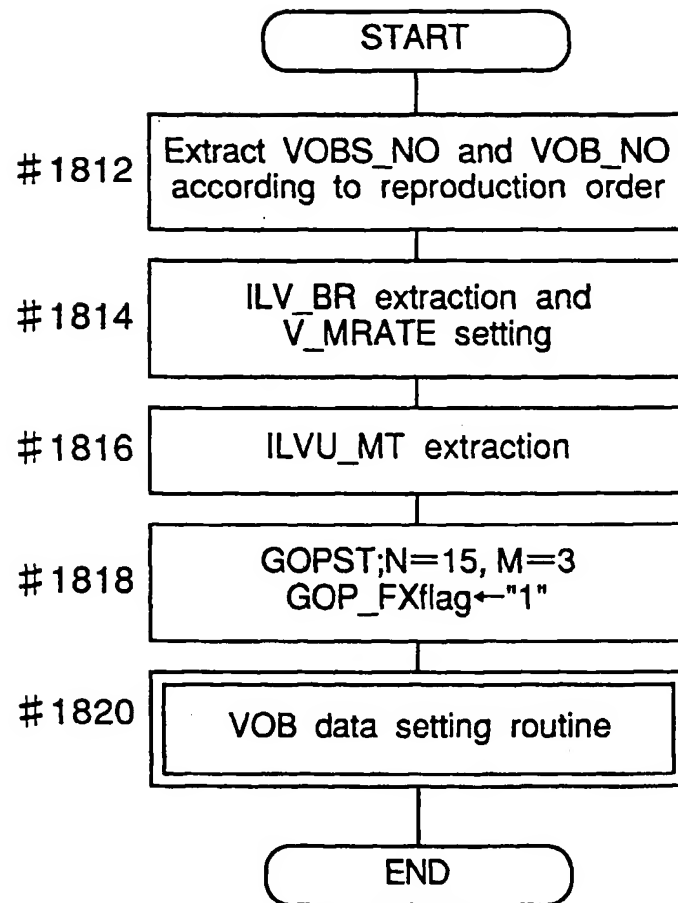 START
#1812
Extract VOBS_NO and VOB_NO
according to reproduction order
#1814
ILV_BR extraction and
V_MRATE setting
#1816
ILVU_MT extraction
#1818
GOPST;N=15, M=3
GOP_FXflag←"1"
#1820
VOB data setting routine
END